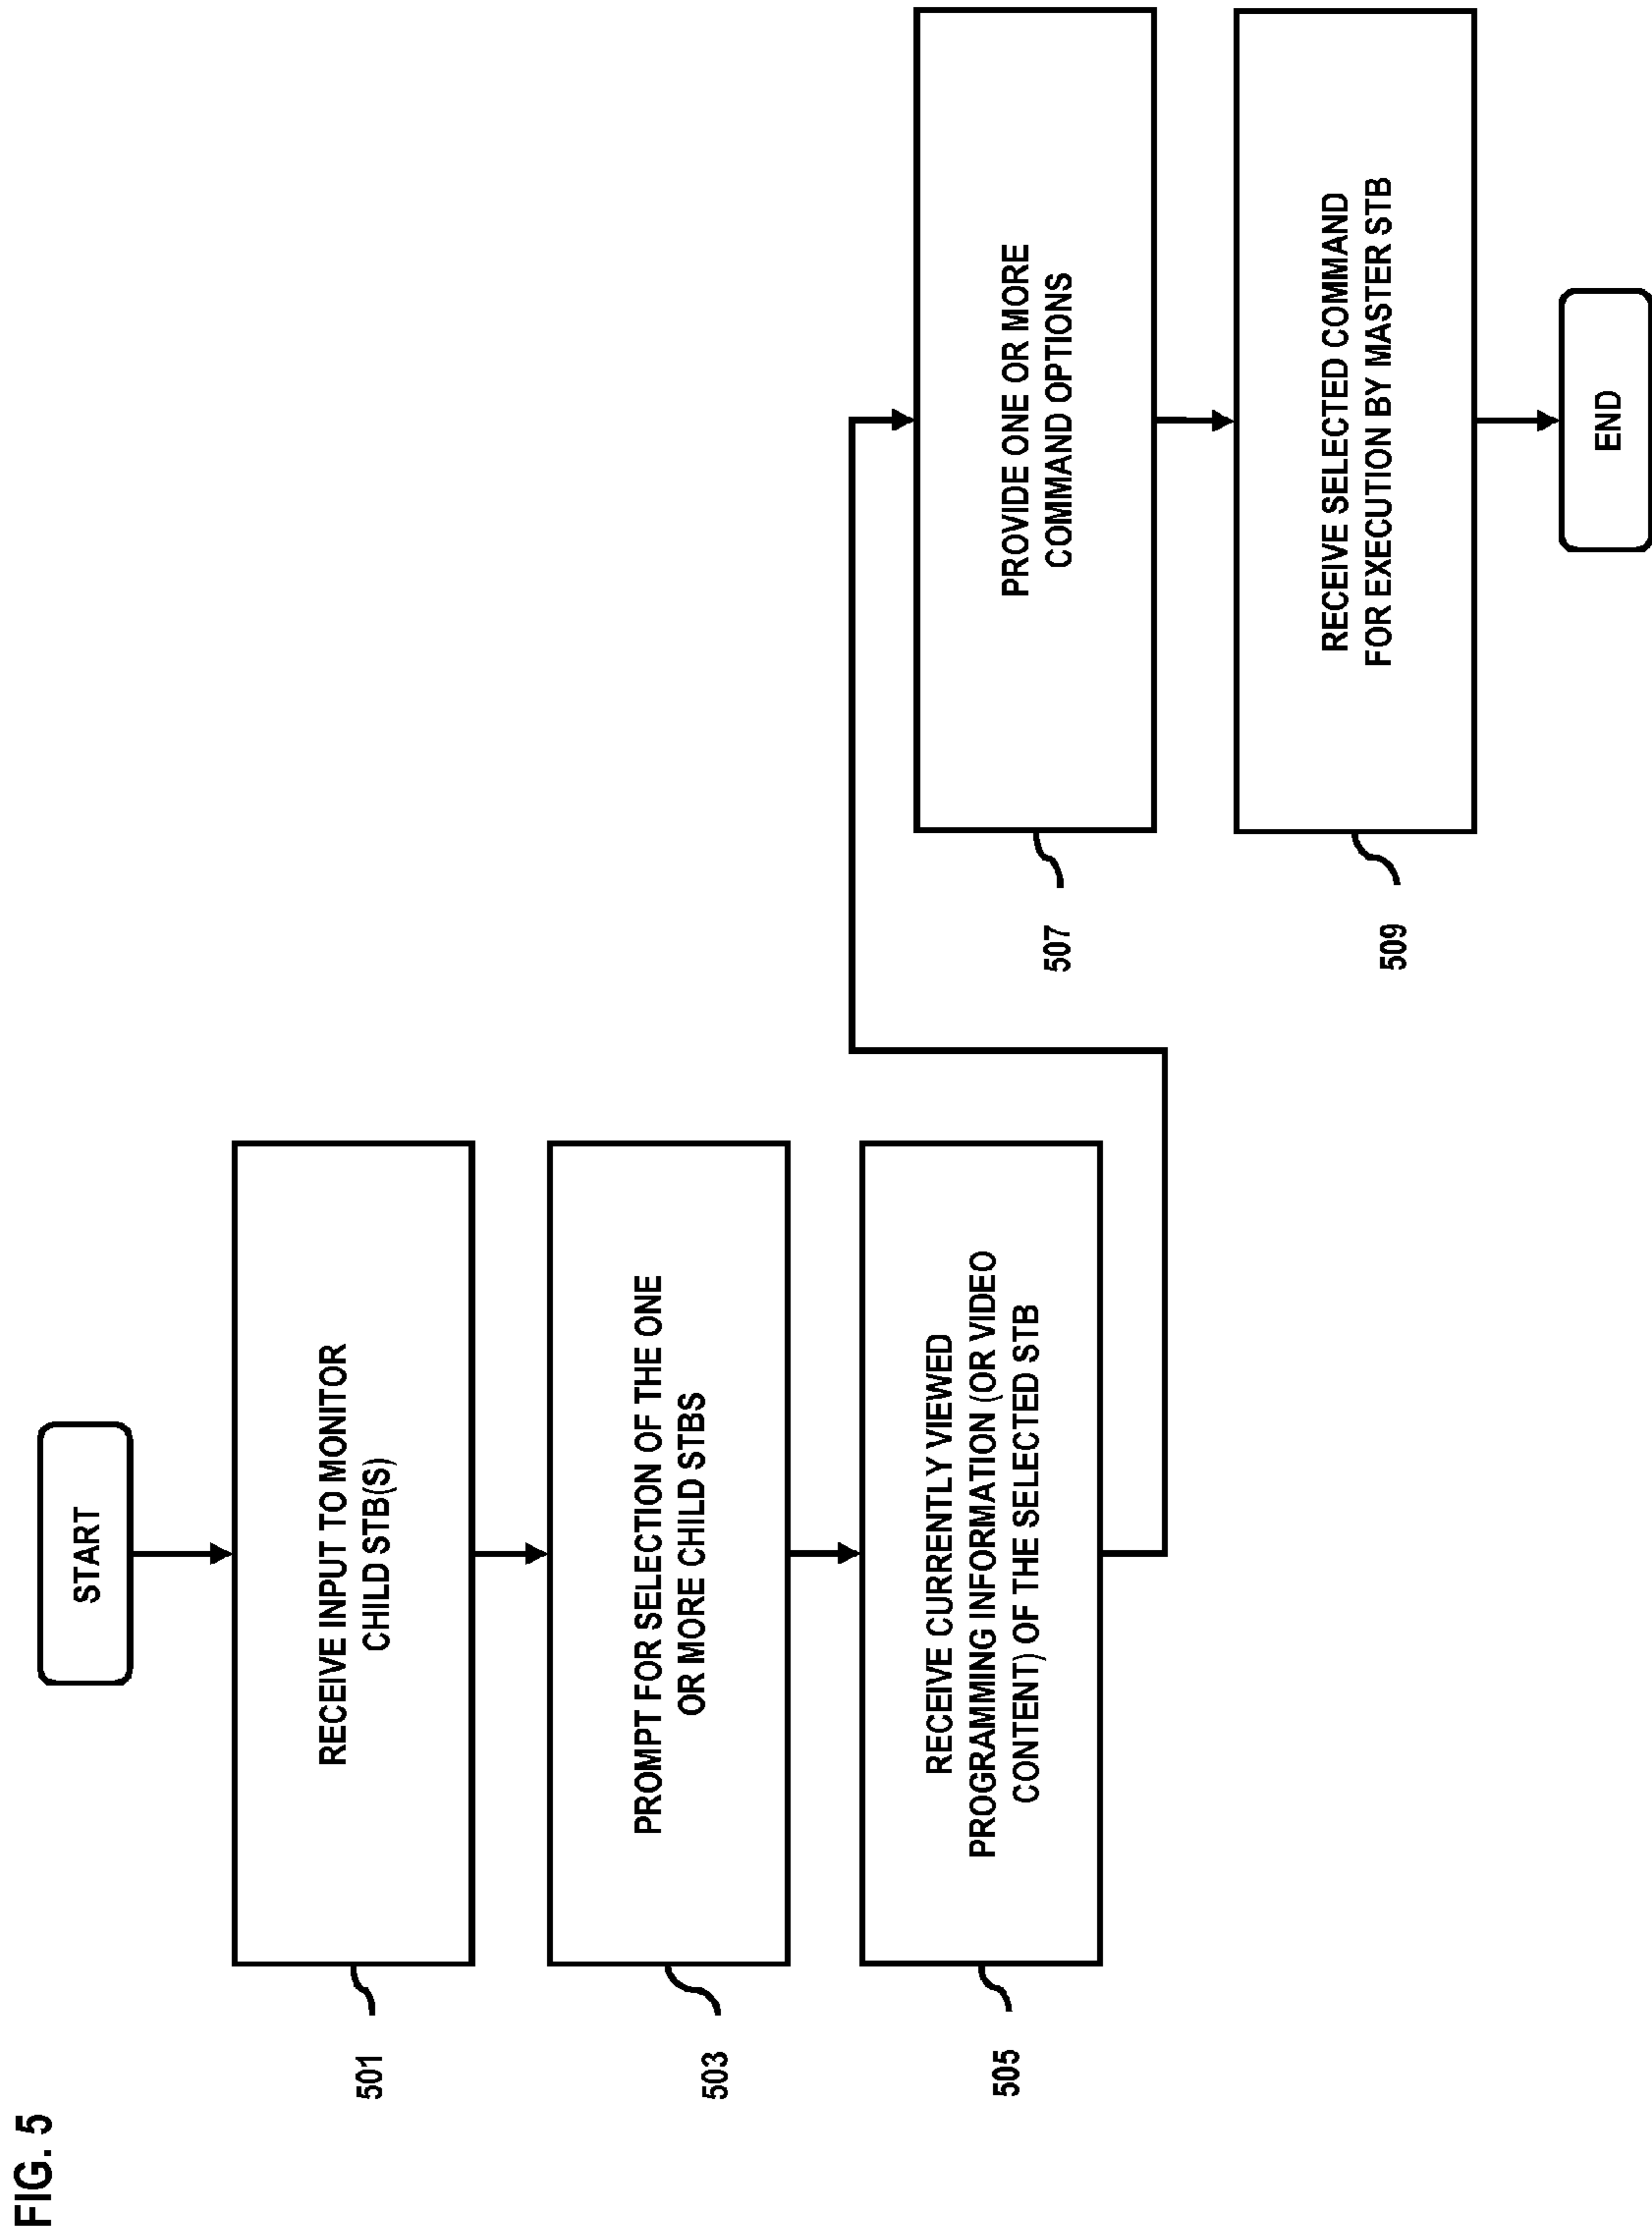 FIG. 5
START
501
RECEIVE INPUT TO MONITOR
CHILD STB(S)
503
PROMPT FOR SELECTION OF THE ONE
OR MORE CHILD STBS
505
RECEIVE CURRENTLY VIEWED
PROGRAMMING INFORMATION (OR VIDEO
CONTENT) OF THE SELECTED STB
507
PROVIDE ONE OR MORE
COMMAND OPTIONS
509
RECEIVE SELECTED COMMAND
FOR EXECUTION BY MASTER STB
END